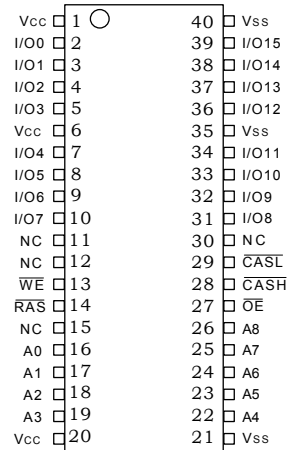 Vcc 1 40 Vss
I/O0 2 39 I/O15
I/O1 3 38 I/O14
I/O2 4 37 I/O13
I/O3 5 36 I/O12
Vcc 6 35 Vss
I/O4 7 34 I/O11
I/O5 8 33 I/O10
I/O6 9 32 I/O9
I/O7 10 31 I/O8
NC 11 30 NC
NC 12 29 CASL
WE 13 28 CASH
RAS 14 27 OE
NC 15 26 A8
A0 16 25 A7
A1 17 24 A6
A2 18 23 A5
A3 19 22 A4
Vcc 20 21 Vss